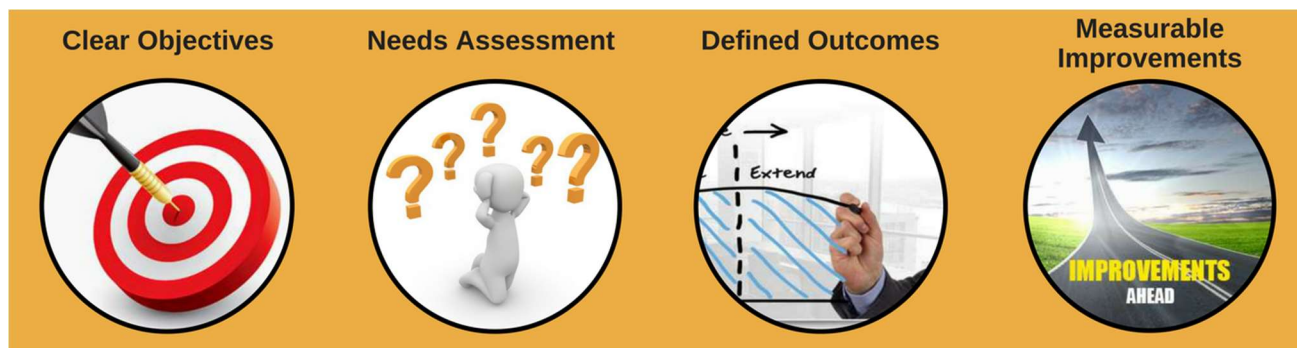 Clear Objectives
Needs Assessment
Defined Outcomes
Measurable
Improvements
Extend
IMPROVEMENTS
AHEAD